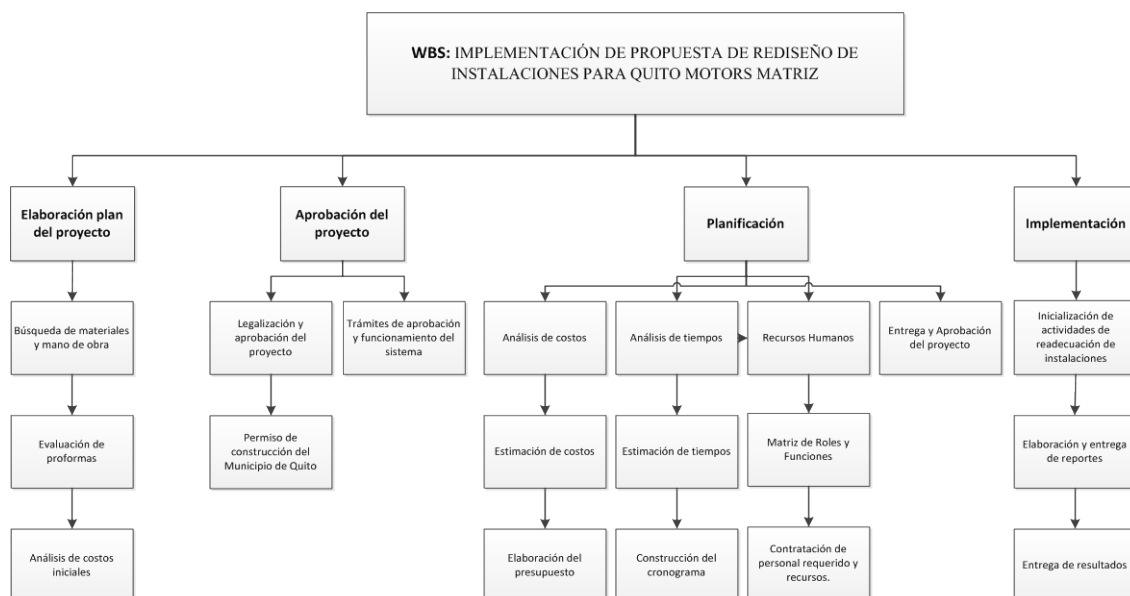 WBS: IMPLEMENTACIÓN DE PROPUESTA DE REDISEÑO DE
INSTALACIONES PARA QUITO MOTORS MATRIZ
Elaboración plan
del proyecto
Aprobación del
proyecto
Planificación
Implementación
Búsqueda de materiales
y mano de obra
Legalización y
aprobación del
proyecto
Trámites de aprobación
y funcionamiento del
sistema
Análisis de costos
Análisis de tiempos
Recursos Humanos
Entrega y Aprobación
del proyecto
Inicialización de
actividades de
readecuación de
instalaciones
Evaluación de
proformas
Permiso de
construcción del
Municipio de Quito
Estimación de costos
Estimación de tiempos
Matriz de Roles y
Funciones
Elaboración y entrega
de reportes
Análisis de costos
iniciales
Elaboración del
presupuesto
Construcción del
cronograma
Contratación de
personal requerido y
recursos.
Entrega de resultados